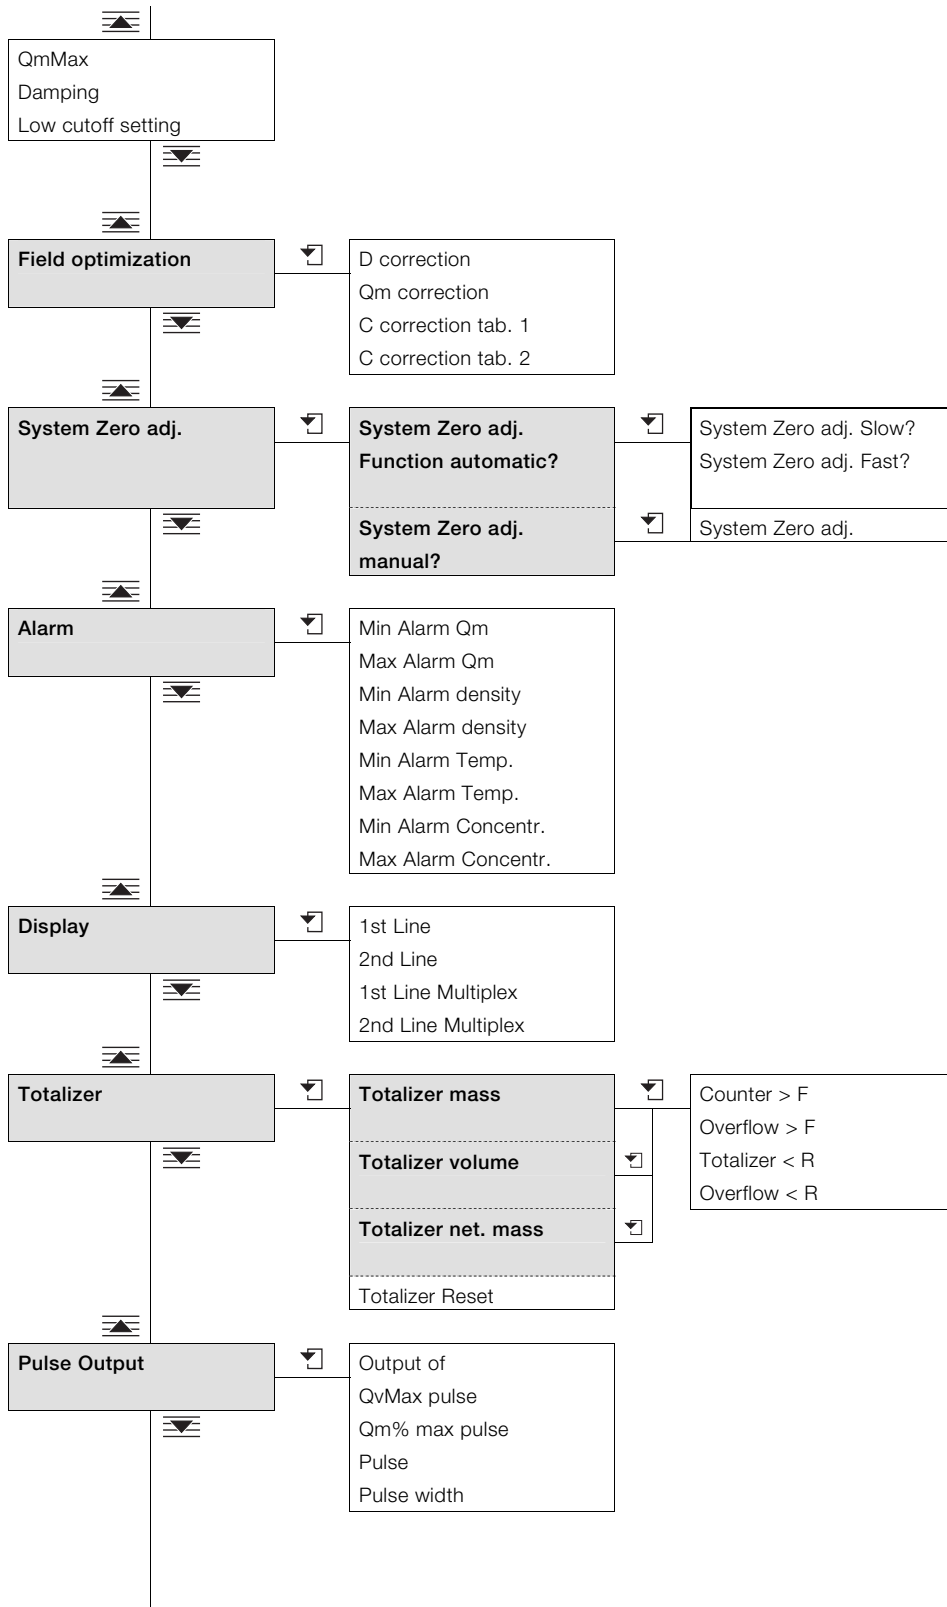 QmMax
Damping
Low cutoff setting
Field optimization
D correction
Qm correction
C correction tab. 1
C correction tab. 2
System Zero adj.
System Zero adj.
Function automatic?
System Zero adj. Slow?
System Zero adj. Fast?
System Zero adj.
manual?
System Zero adj.
Alarm
Min Alarm Qm
Max Alarm Qm
Min Alarm density
Max Alarm density
Min Alarm Temp.
Max Alarm Temp.
Min Alarm Concentr.
Max Alarm Concentr.
Display
1st Line
2nd Line
1st Line Multiplex
2nd Line Multiplex
Totalizer
Totalizer mass
Totalizer volume
Totalizer net. mass
Totalizer Reset
Counter > F
Overflow > F
Totalizer < R
Overflow < R
Pulse Output
Output of
QvMax pulse
Qm% max pulse
Pulse
Pulse width